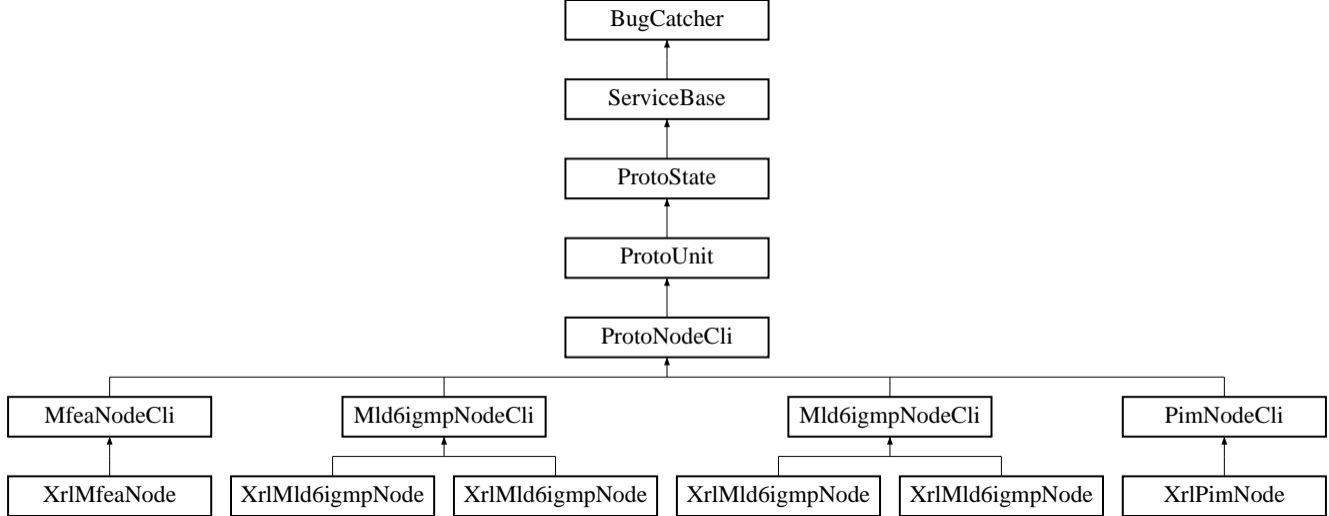 BugCatcher
ServiceBase
ProtoState
ProtoUnit
ProtoNodeCli
MfeaNodeCli Mld6igmpNodeCli Mld6igmpNodeCli PimNodeCli
XrlMfeaNode XrlMld6igmpNode XrlMld6igmpNode XrlMld6igmpNode XrlMld6igmpNode XrlPimNode